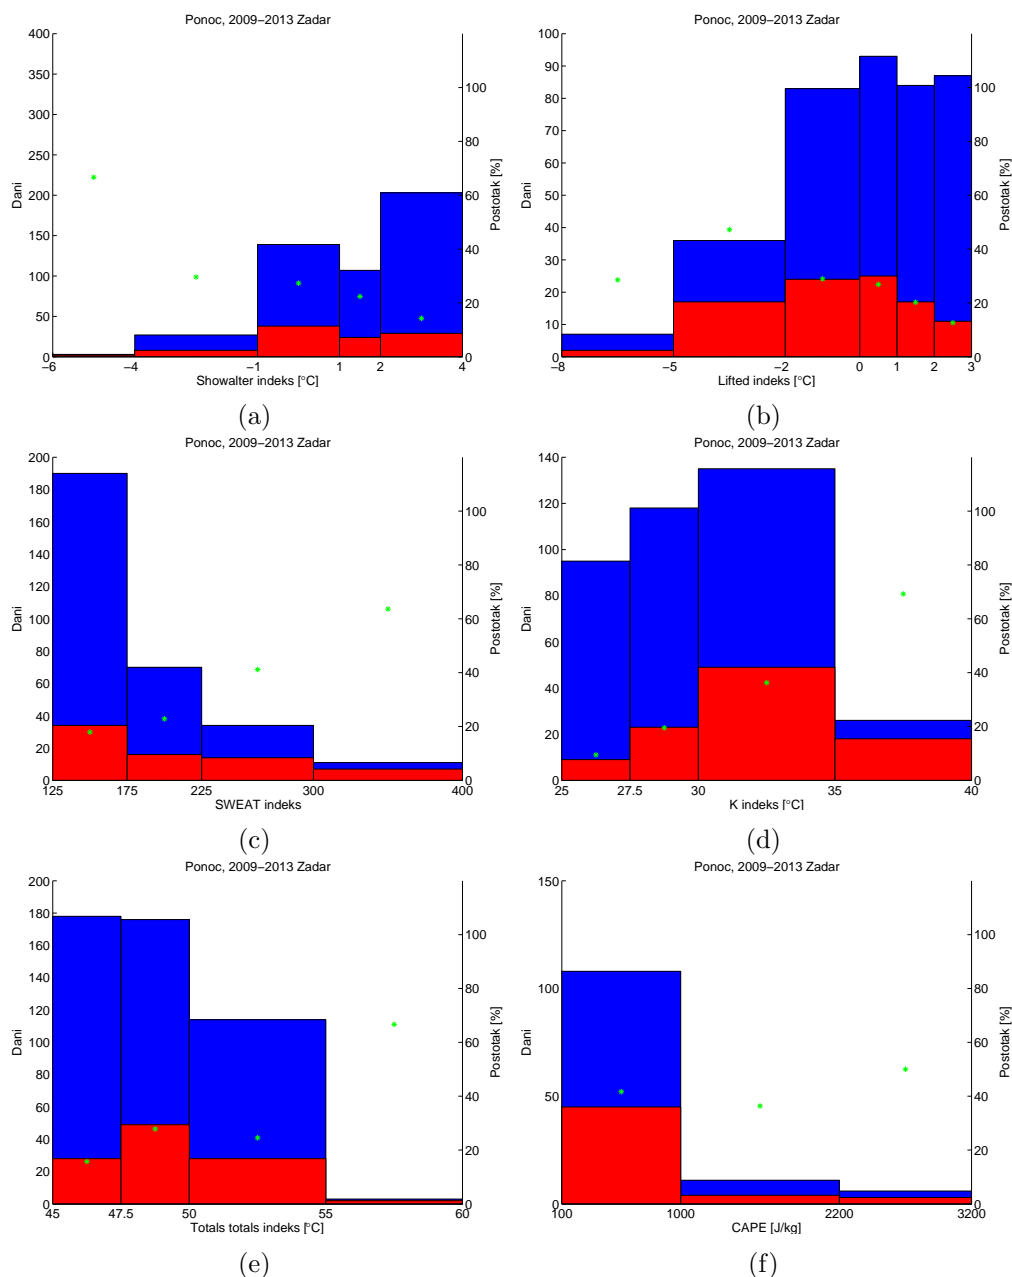 Ponoc, 2009−2013 Zadar
400
350
300
250
200
150
100
50
0
Dani
100
80
60
40
20
0
Postotak [%]
−6 −4 −1 1 2 4
Showalter indeks [°C]
(a)
Ponoc, 2009−2013 Zadar
100
90
80
70
60
50
40
30
20
10
0
Dani
100
80
60
40
20
0
Postotak [%]
−8 −5 −2 0 1 2 3
Lifted indeks [°C]
(b)
Ponoc, 2009−2013 Zadar
200
180
160
140
120
100
80
60
40
20
0
Dani
100
80
60
40
20
0
Postotak [%]
125 175 225 300 400
SWEAT indeks
(c)
Ponoc, 2009−2013 Zadar
140
120
100
80
60
40
20
0
Dani
100
80
60
40
20
0
Postotak [%]
25 27.5 30 35 40
K indeks [°C]
(d)
Ponoc, 2009−2013 Zadar
200
180
160
140
120
100
80
60
40
20
0
Dani
100
80
60
40
20
0
Postotak [%]
45 47.5 50 55 60
Totals totals indeks [°C]
(e)
Ponoc, 2009−2013 Zadar
150
100
50
0
Dani
100
80
60
40
20
0
Postotak [%]
100 1000 2200 3200
CAPE [J/kg]
(f)